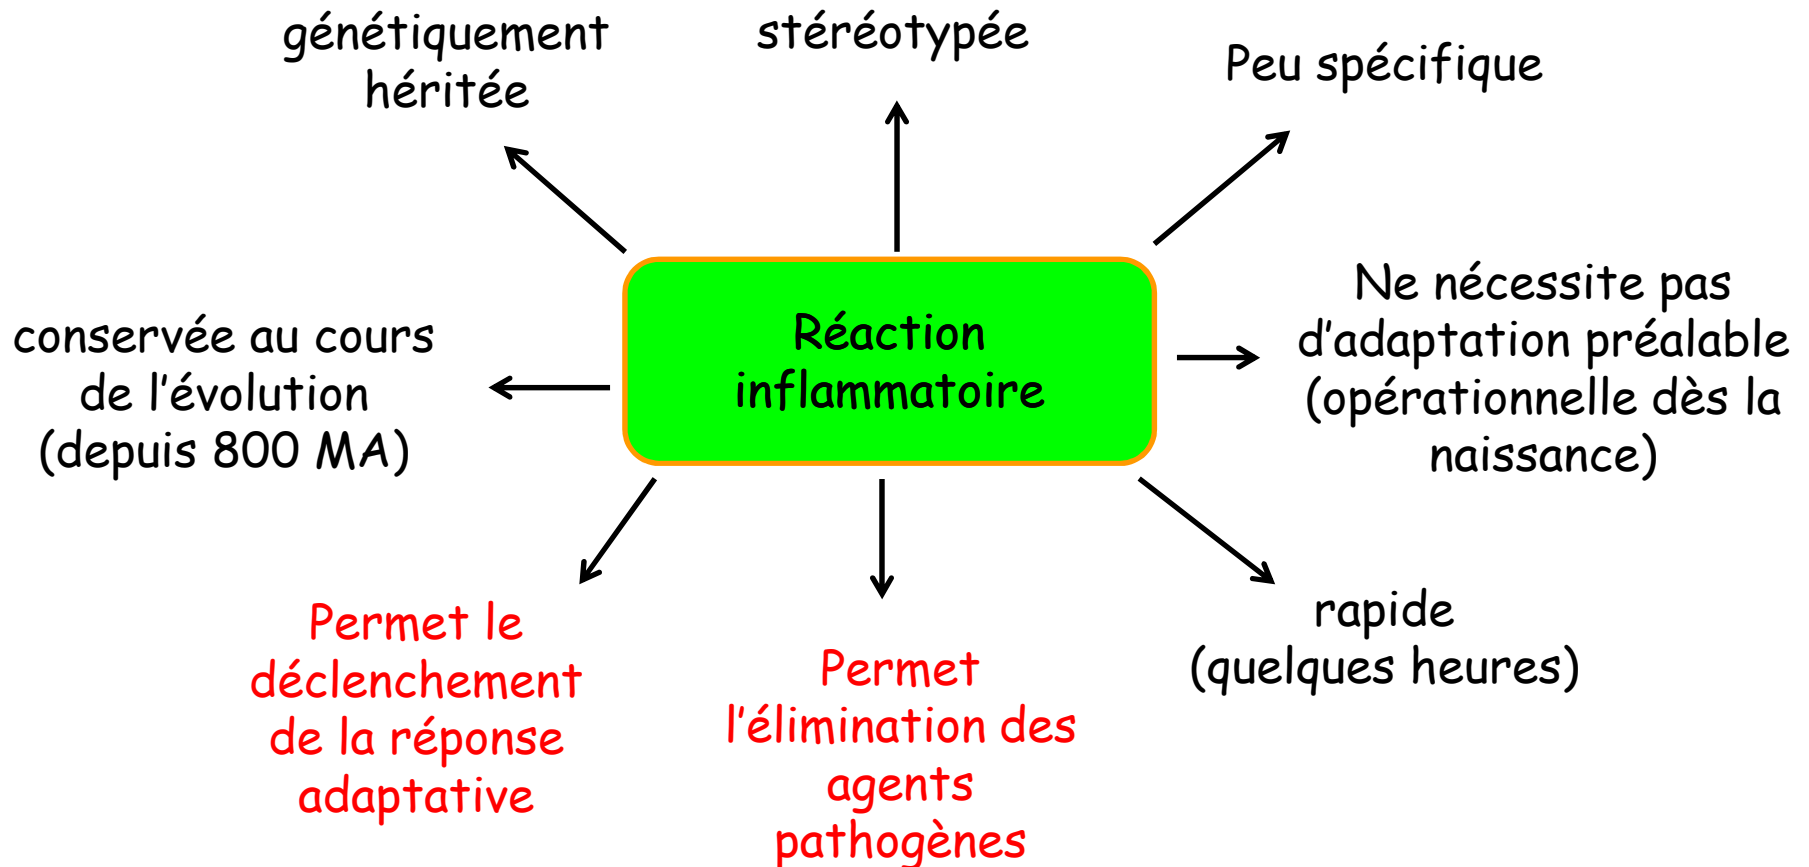 génétiquement
héritée
stéréotypée
Peu spécifique
conservée au cours
de l'évolution
(depuis 800 MA)
Réaction
inflammatoire
Ne nécessite pas
d'adaptation préalable
(opérationnelle dès la
naissance)
Permet le
déclenchement
de la réponse
adaptative
Permet
l'élimination des
agents
pathogènes
rapide
(quelques heures)